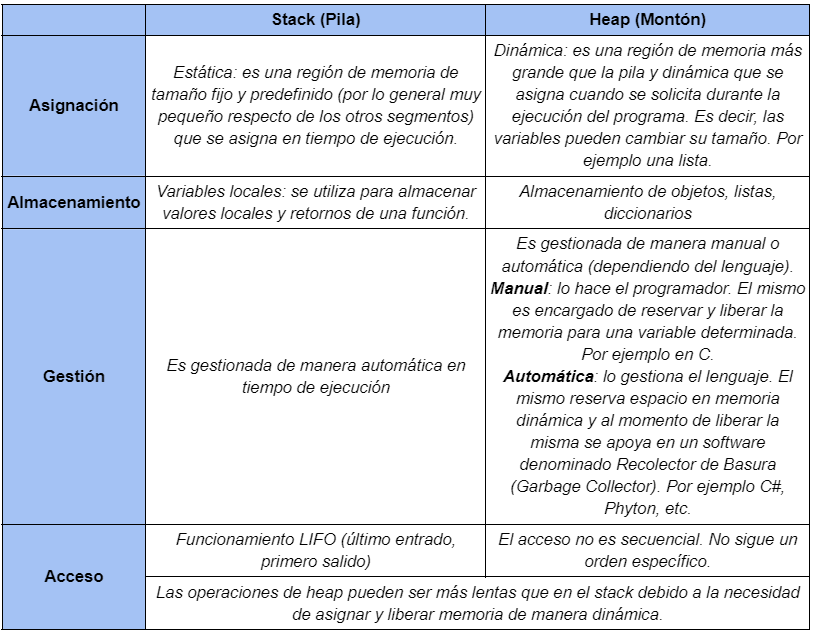 Stack (Pila)
Heap (Montón)
Asignación
Estática: es una región de memoria de
tamaño fijo y predefinido (por lo general muy
pequeño respecto de los otros segmentos)
que se asigna en tiempo de ejecución.
Dinámica: es una región de memoria más
grande que la pila y dinámica que se
asigna cuando se solicita durante la
ejecución del programa. Es decir, las
variables pueden cambiar su tamaño. Por
ejemplo una lista.
Almacenamiento
Variables locales: se utiliza para almacenar
valores locales y retornos de una función.
Almacenamiento de objetos, listas,
diccionarios
Gestión
Es gestionada de manera automática en
tiempo de ejecución
Es gestionada de manera manual o
automática (dependiendo del lenguaje).
Manual: lo hace el programador. El mismo
es encargado de reservar y liberar la
memoria para una variable determinada.
Por ejemplo en C.
Automática: lo gestiona el lenguaje. El
mismo reserva espacio en memoria
dinámica y al momento de liberar la
misma se apoya en un software
denominado Recolector de Basura
(Garbage Collector). Por ejemplo C#,
Phyton, etc.
Acceso
Funcionamiento LIFO (último entrado,
primero salido)
El acceso no es secuencial. No sigue un
orden específico.
Las operaciones de heap pueden ser más lentas que en el stack debido a la necesidad
de asignar y liberar memoria de manera dinámica.